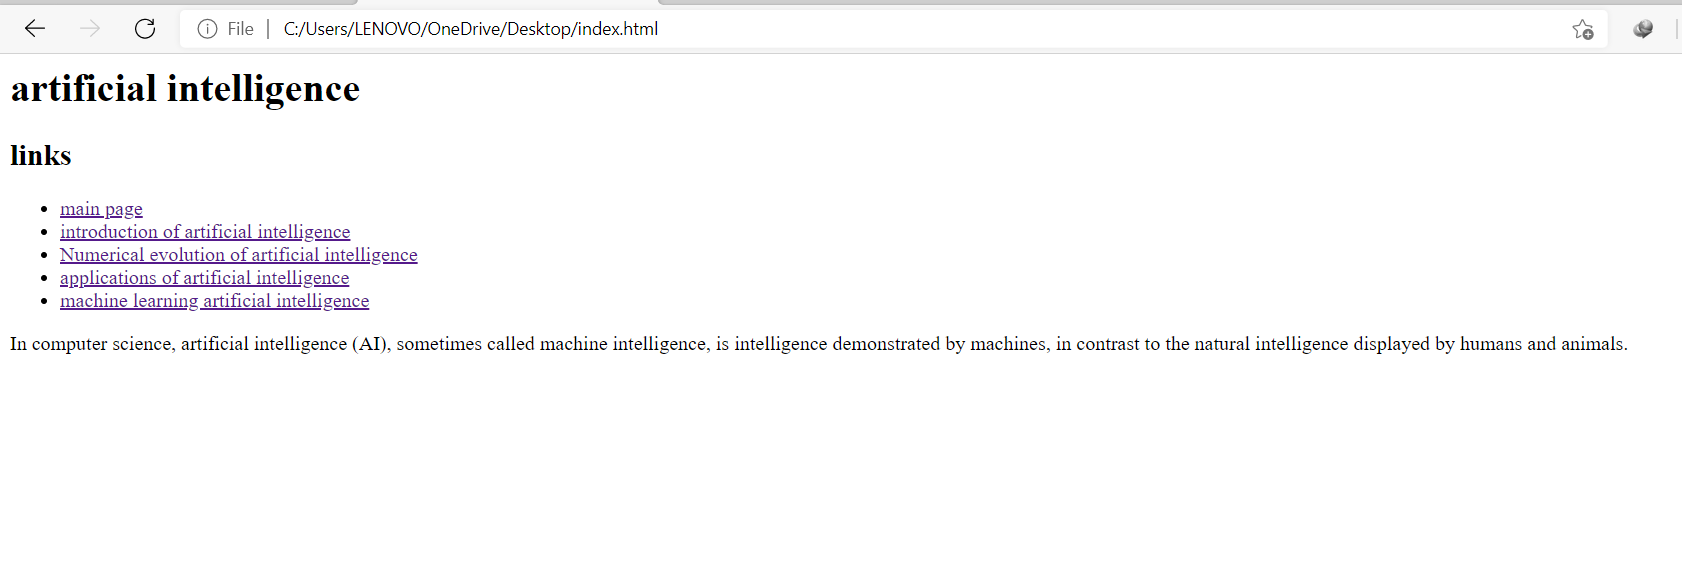 File | C:/Users/LENOVO/OneDrive/Desktop/index.html
artificial intelligence
links
main page
introduction of artificial intelligence
Numerical evolution of artificial intelligence
applications of artificial intelligence
machine learning artificial intelligence
In computer science, artificial intelligence (AI), sometimes called machine intelligence, is intelligence demonstrated by machines, in contrast to the natural intelligence displayed by humans and animals.